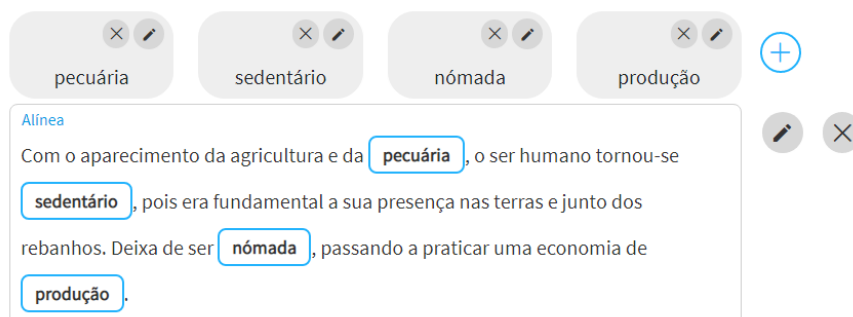 pecuária sedentário nómada produção
Alínea
Com o aparecimento da agricultura e da pecuária, o ser humano tornou-se
sedentário, pois era fundamental a sua presença nas terras e junto dos
rebanhos. Deixa de ser nómada, passando a praticar uma economia de
produção.